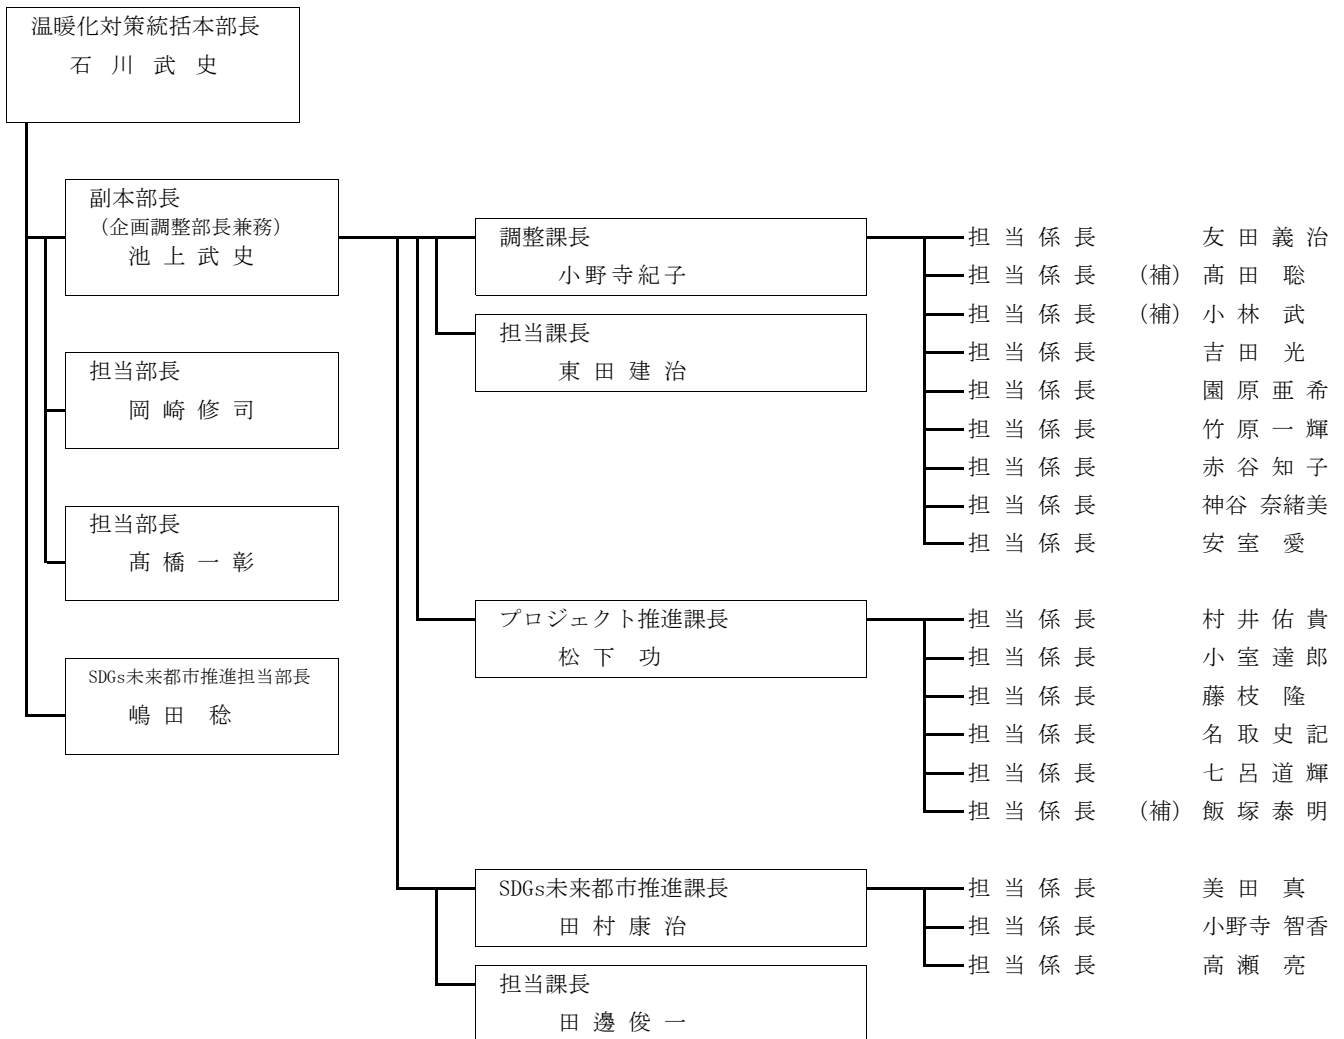 温暖化対策統括本部長
石川武史
副本部長
(企画調整部長兼務)
池上武史
担当部長
岡崎修司
担当部長
髙橋一彰
SDGs未来都市推進担当部長
嶋田 稔
調整課長
小野寺紀子
担当課長
東田建治
担当係長 友田義治
担当係長 (補) 髙田 聡
担当係長 (補) 小林 武
担当係長 吉田 光
担当係長 園原亜希
担当係長 竹原一輝
担当係長 赤谷知子
担当係長 神谷 奈緒美
担当係長 安室 愛
プロジェクト推進課長
松下 功
担当係長 村井佑貴
担当係長 小室達郎
担当係長 藤枝 隆
担当係長 名取史記
担当係長 七呂道輝
担当係長 (補) 飯塚泰明
SDGs未来都市推進課長
田村康治
担当課長
田邊俊一
担当係長 美田 真
担当係長 小野寺 智香
担当係長 高瀬 亮